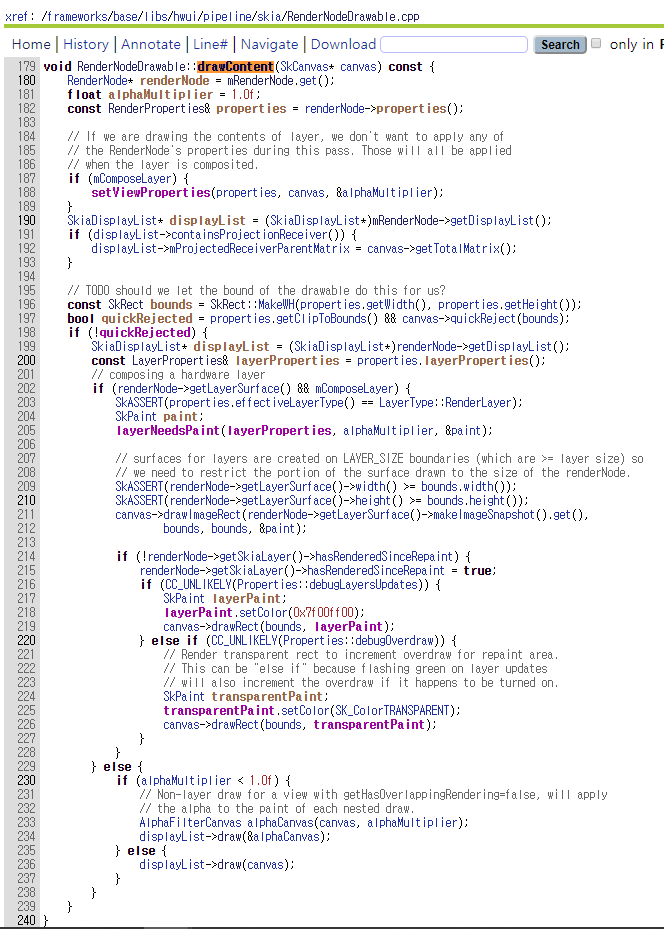 xref: /frameworks/base/libs/hwui/pipeline/skia/RenderNodeDrawable.cpp
Home | History | Annotate | Line# | Navigate | Download Search only in
179 void RenderNodeDrawable::drawContent(SkCanvas* canvas) const {
180     RenderNode* renderNode = mRenderNode.get();
181     float alphaMultiplier = 1.0f;
182     const RenderProperties& properties = renderNode->properties();
183
184     // If we are drawing the contents of layer, we don't want to apply any of
185     // the RenderNode's properties during this pass. Those will all be applied
186     // when the layer is composited.
187     if (mComposeLayer) {
188         setViewProperties(properties, canvas, &alphaMultiplier);
189     }
190     SkiaDisplayList* displayList = (SkiaDisplayList*)mRenderNode->getDisplayList();
191     if (displayList->containsProjectionReceiver()) {
192         displayList->mProjectedReceiverParentMatrix = canvas->getTotalMatrix();
193     }
194
195     // TODO should we let the bound of the drawable do this for us?
196     const SkRect bounds = SkRect::MakeWH(properties.getWidth(), properties.getHeight());
197     bool quickRejected = properties.getClipToBounds() && canvas->quickReject(bounds);
198     if (!quickRejected) {
199         SkiaDisplayList* displayList = (SkiaDisplayList*)renderNode->getDisplayList();
200         const LayerProperties& layerProperties = properties.layerProperties();
201         // composing a hardware layer
202         if (renderNode->getLayerSurface() && mComposeLayer) {
203             SkASSERT(properties.effectiveLayerType() == LayerType::RenderLayer);
204             SkPaint paint;
205             layerNeedsPaint(layerProperties, alphaMultiplier, &paint);
206
207             // surfaces for layers are created on LAYER_SIZE boundaries (which are >= layer size) so
208             // we need to restrict the portion of the surface drawn to the size of the renderNode.
209             SkASSERT(renderNode->getLayerSurface()->width() >= bounds.width());
210             SkASSERT(renderNode->getLayerSurface()->height() >= bounds.height());
211             canvas->drawImageRect(renderNode->getLayerSurface()->makeImageSnapshot().get(),
212                     bounds, bounds, &paint);
213
214             if (!renderNode->getSkiaLayer()->hasRenderedSinceRepaint) {
215                 renderNode->getSkiaLayer()->hasRenderedSinceRepaint = true;
216                 if (CC_UNLIKELY(Properties::debugLayersUpdates)) {
217                     SkPaint layerPaint;
218                     layerPaint.setColor(0x7f00ff00);
219                     canvas->drawRect(bounds, layerPaint);
220                 } else if (CC_UNLIKELY(Properties::debugOverdraw)) {
221                     // Render transparent rect to increment overdraw for repaint area.
222                     // This can be "else if" because flashing green on layer updates
223                     // will also increment the overdraw if it happens to be turned on.
224                     SkPaint transparentPaint;
225                     transparentPaint.setColor(SK_ColorTRANSPARENT);
226                     canvas->drawRect(bounds, transparentPaint);
227                 }
228             }
229         } else {
230             if (alphaMultiplier < 1.0f) {
231                 // Non-layer draw for a view with getHasOverlappingRendering=false, will apply
232                 // the alpha to the paint of each nested draw.
233                 AlphaFilterCanvas alphaCanvas(canvas, alphaMultiplier);
234                 displayList->draw(&alphaCanvas);
235             } else {
236                 displayList->draw(canvas);
237             }
238         }
239     }
240 }